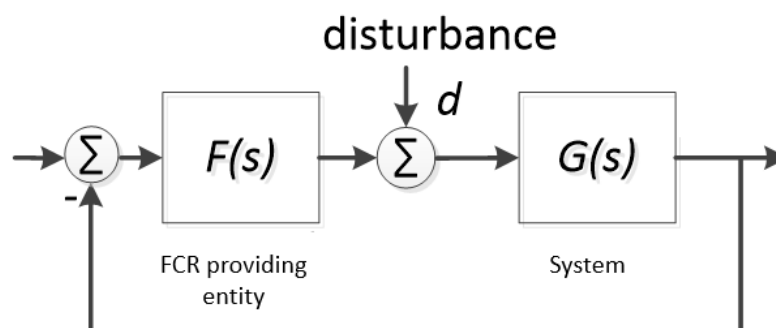 disturbance
d
Σ
F(s)
Σ
G(s)
-
FCR providing
entity
System